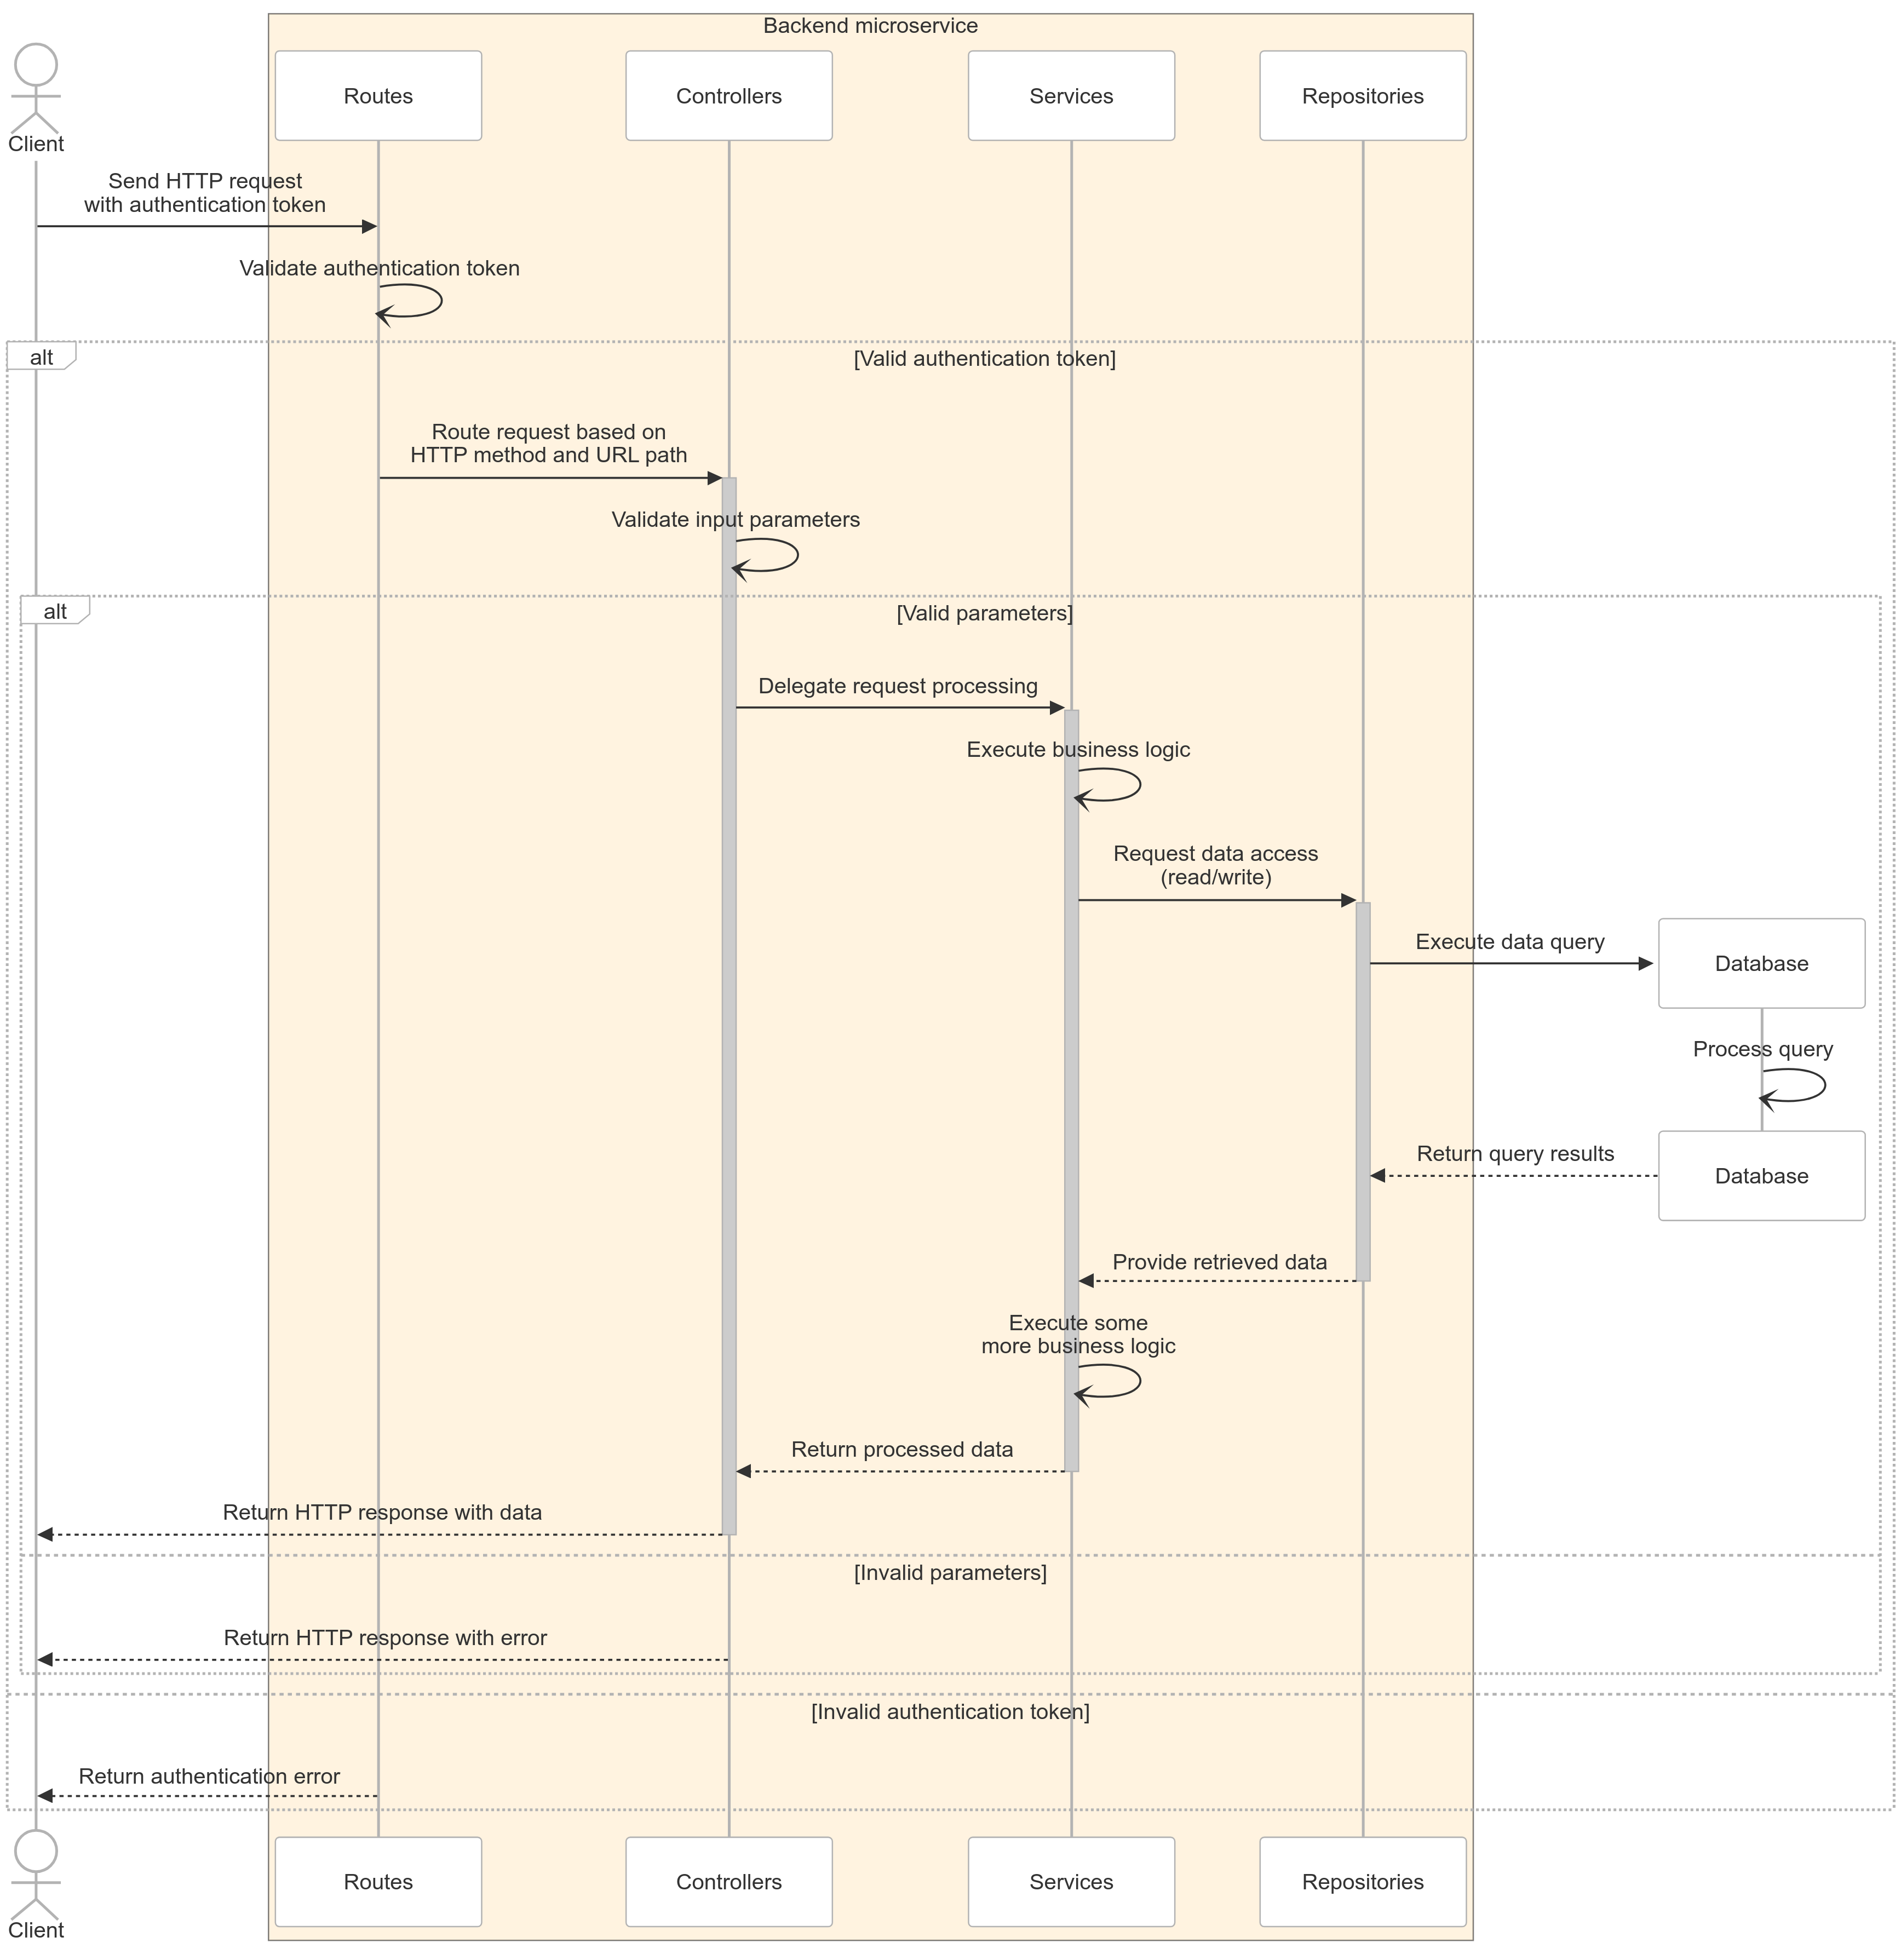 Backend microservice
Client
Routes
Controllers
Services
Repositories
Send HTTP request
with authentication token
Validate authentication token
alt
[Valid authentication token]
Route request based on
HTTP method and URL path
Validate input parameters
alt
[Valid parameters]
Delegate request processing
Execute business logic
Request data access
(read/write)
Execute data query
Database
Process query
Return query results
Database
Provide retrieved data
Execute some
more business logic
Return processed data
Return HTTP response with data
[Invalid parameters]
Return HTTP response with error
[Invalid authentication token]
Return authentication error
Client
Routes
Controllers
Services
Repositories